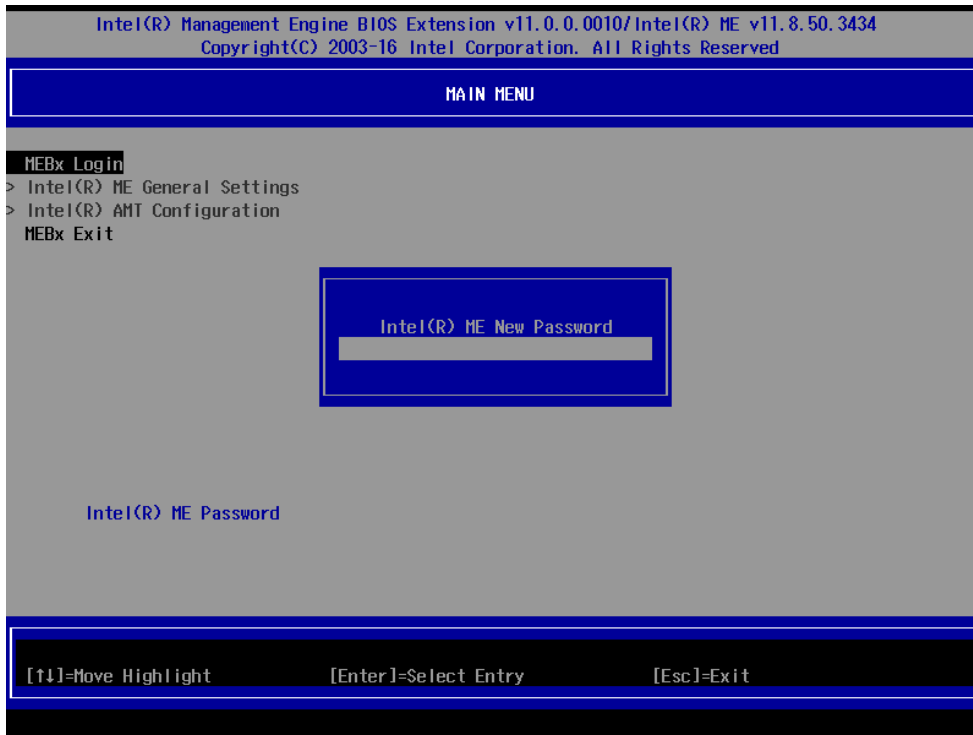 Intel(R) Management Engine BIOS Extension v11.0.0.0010/Intel(R) ME v11.8.50.3434
Copyright(C) 2003-16 Intel Corporation. All Rights Reserved
MAIN MENU
MEBx Login
> Intel(R) ME General Settings
> Intel(R) AMT Configuration
MEBx Exit
Intel(R) ME New Password
Intel(R) ME Password
[↑↓]=Move Highlight [Enter]=Select Entry [Esc]=Exit